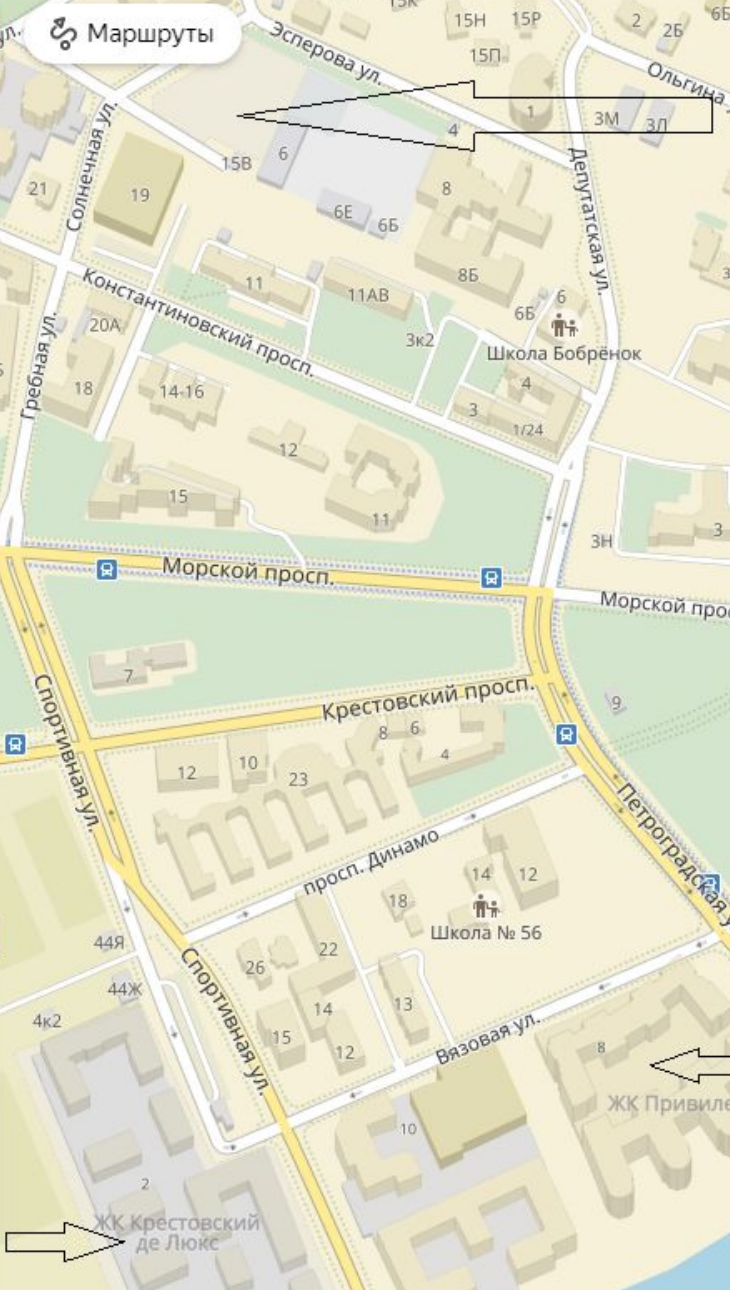 15К
ул.
Маршруты
15Н
15Р
2
2Б
6Б
Эсперова ул.
15П
Ольгина
1
3М
3Л
4
Солнечная ул.
15В
6
Депутатская ул.
21
19
8
6Е
6Б
8Б
11
11АВ
6Б
6
Константиновский просп.
Школа Бобрёнок
20А
3к2
Гребная ул.
18
14-16
4
3
1/24
12
15
11
3Н
3
Морской просп.
Морской прос
7
Спортивная ул.
Крестовский просп.
9
8
6
4
12
10
23
Петроградская у
просп. Динамо
14
12
18
Школа № 56
44Я
26
22
Спортивная ул.
44Ж
4к2
13
14
15
12
Вязовая ул.
8
ЖК Привиле
10
2
ЖК Крестовский
де Люкс